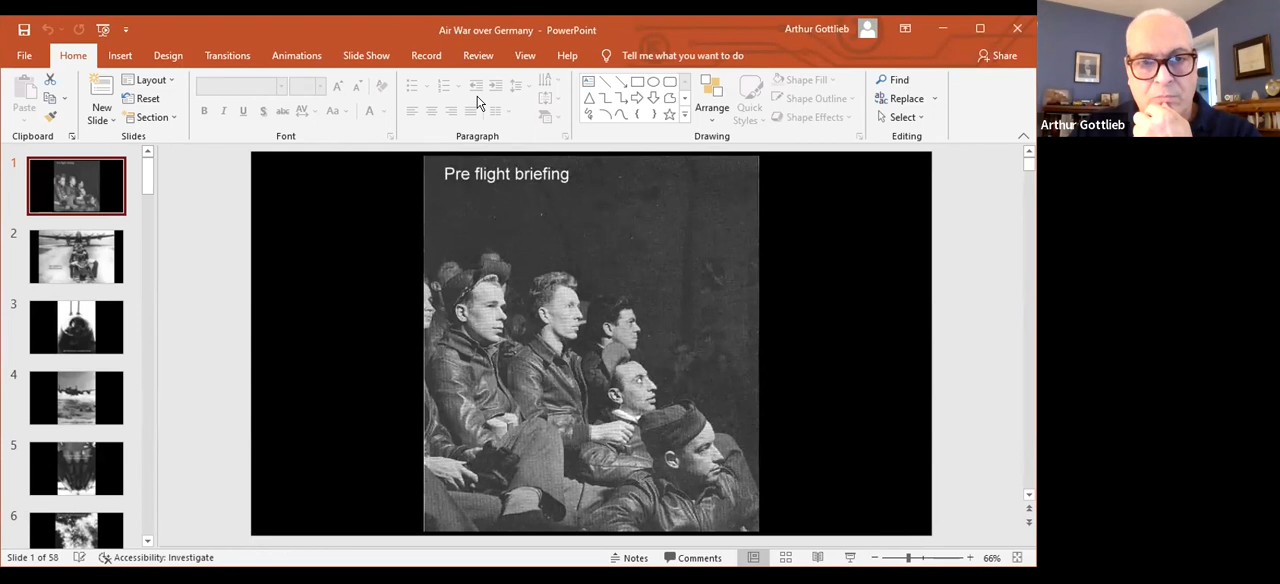 Air War over Germany - PowerPoint
Arthur Gottlieb
File Home Insert Design Transitions Animations Slide Show Record Review View Help Tell me what you want to do Share
Paste
Clipboard
New Slide
Layout
Reset
Section
Slides
B I U S abc AV Aa A
Font
Paragraph
Arrange
Quick Styles
Shape Fill
Shape Outline
Shape Effects
Drawing
Find
Replace
Select
Editing
Arthur Gottlieb
1
2
3
4
5
6
Pre flight briefing
Slide 1 of 58 Accessibility: Investigate Notes Comments 66%